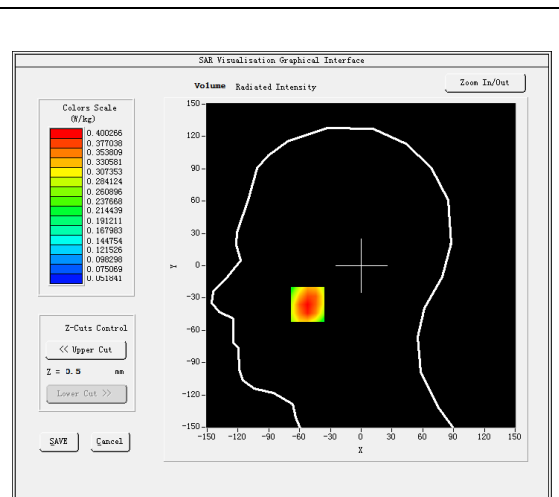 SAR Visualisation Graphical Interface
Volume Radiated Intensity
Zoom In/Out
Colors Scale
(W/kg)
0.400266
0.377038
0.353809
0.330581
0.307353
0.284124
0.260896
0.237668
0.214439
0.191211
0.167983
0.144754
0.121526
0.098298
0.075069
0.051841
Z-Cuts Control
<< Upper Cut
Z = 0.5 mm
Lower Cut >>
SAVE Cancel
150
120
90
60
30
0
-30
-60
-90
-120
-150
Y
-150 -120 -90 -60 -30 0 30 60 90 120 150
X